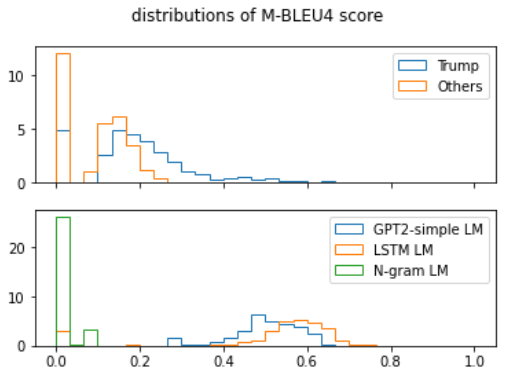 distributions of M-BLEU4 score
10
5
0
Trump
Others
20
10
0
GPT2-simple LM
LSTM LM
N-gram LM
0.0 0.2 0.4 0.6 0.8 1.0